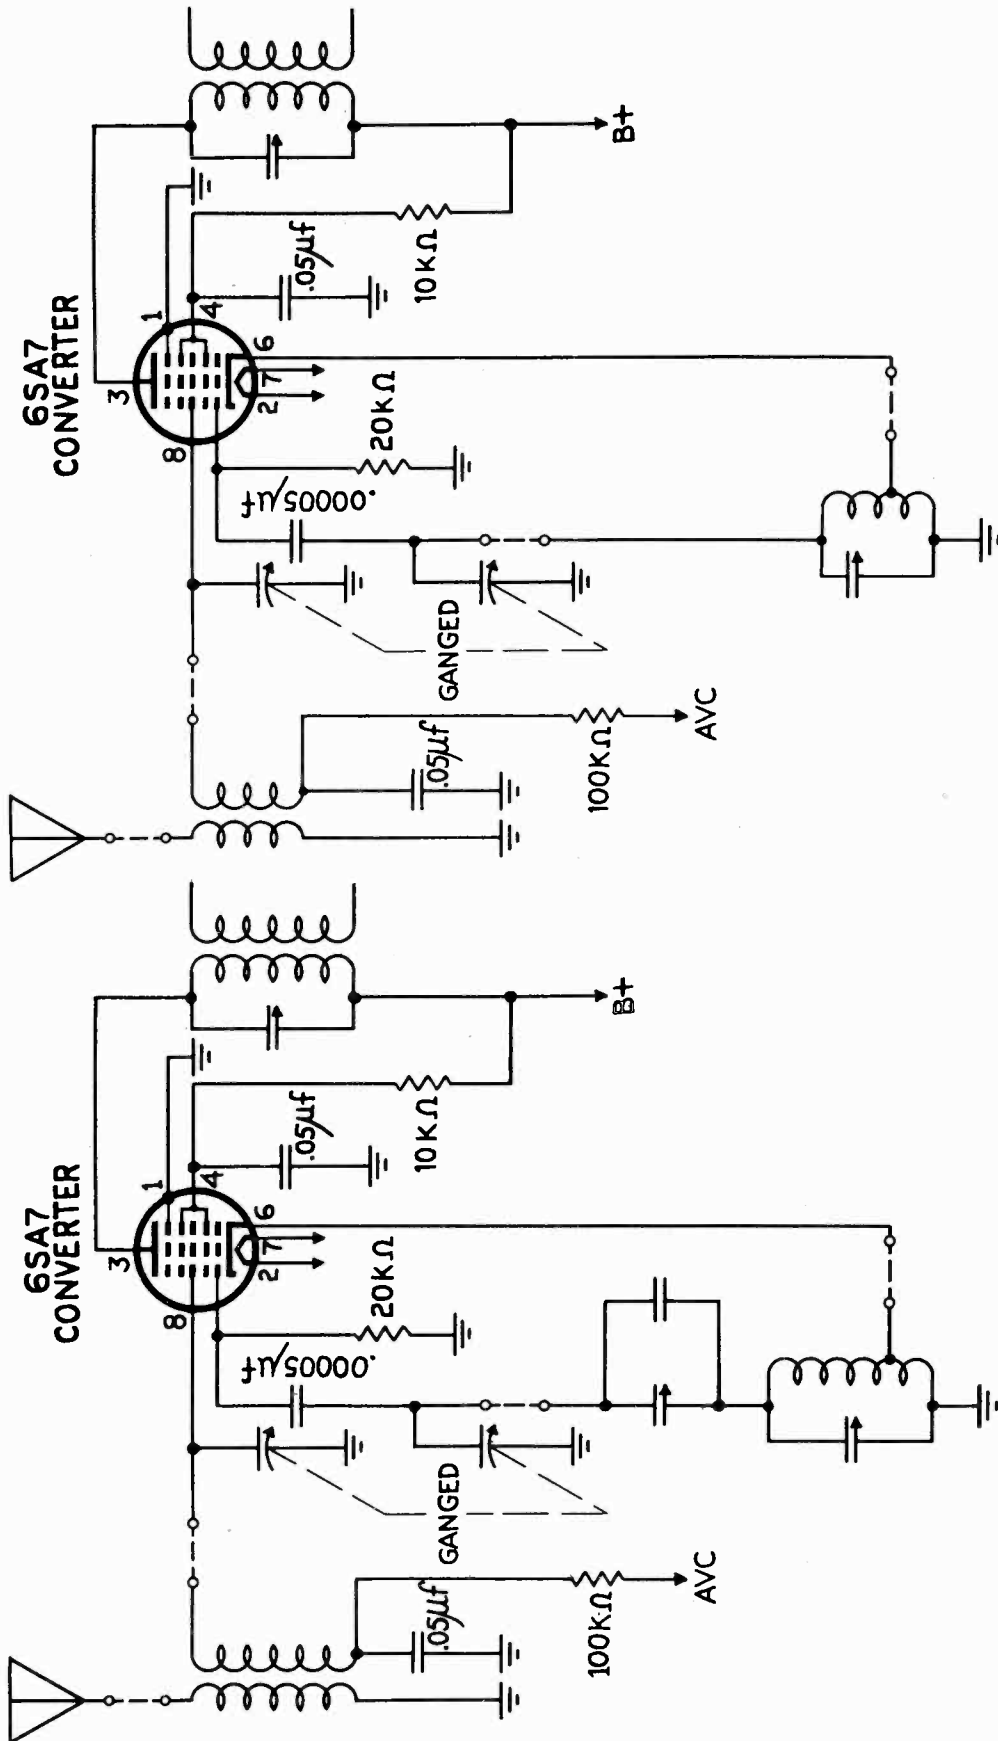 6SA7
CONVERTER
3
8
1
4
6
7
2
.05µf
10KΩ
B+
20KΩ
.00005µf
GANGED
.05µf
100KΩ
AVC
6SA7
CONVERTER
3
8
1
4
6
7
2
.05µf
10KΩ
B+
20KΩ
.00005µf
GANGED
.05µf
100KΩ
AVC